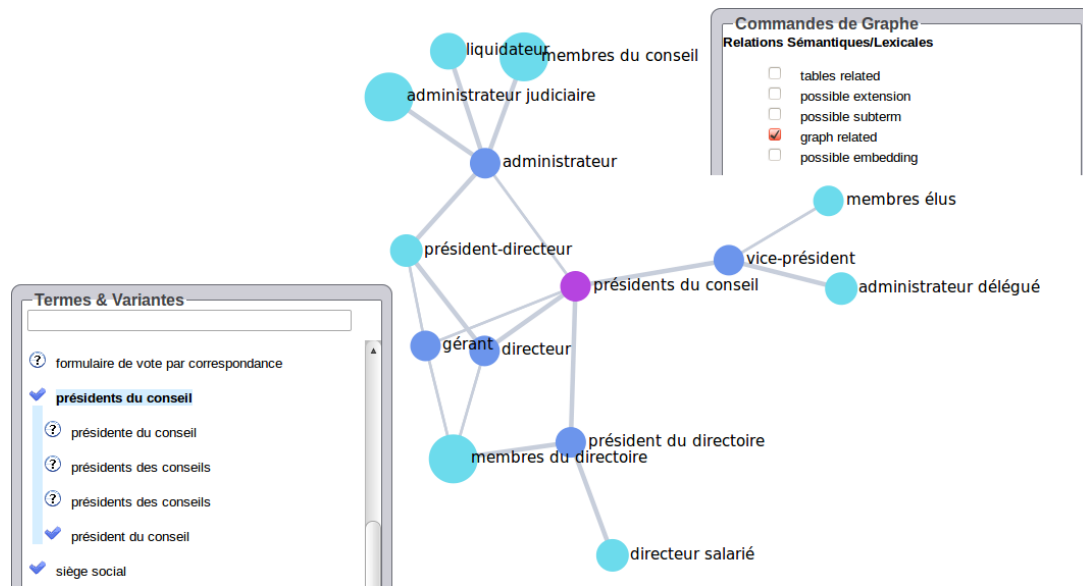 Commandes de Graphe
Relations Sémantiques/Lexicales
tables related
possible extension
possible subterm
graph related
possible embedding
liquidateur
membres du conseil
administrateur judiciaire
administrateur
membres élus
président-directeur
vice-président
présidents du conseil
administrateur délégué
gérant
directeur
président du directoire
membres du directoire
directeur salarié
Termes & Variantes
formulaire de vote par correspondance
présidents du conseil
présidente du conseil
présidents des conseils
présidents des conseils
président du conseil
siège social